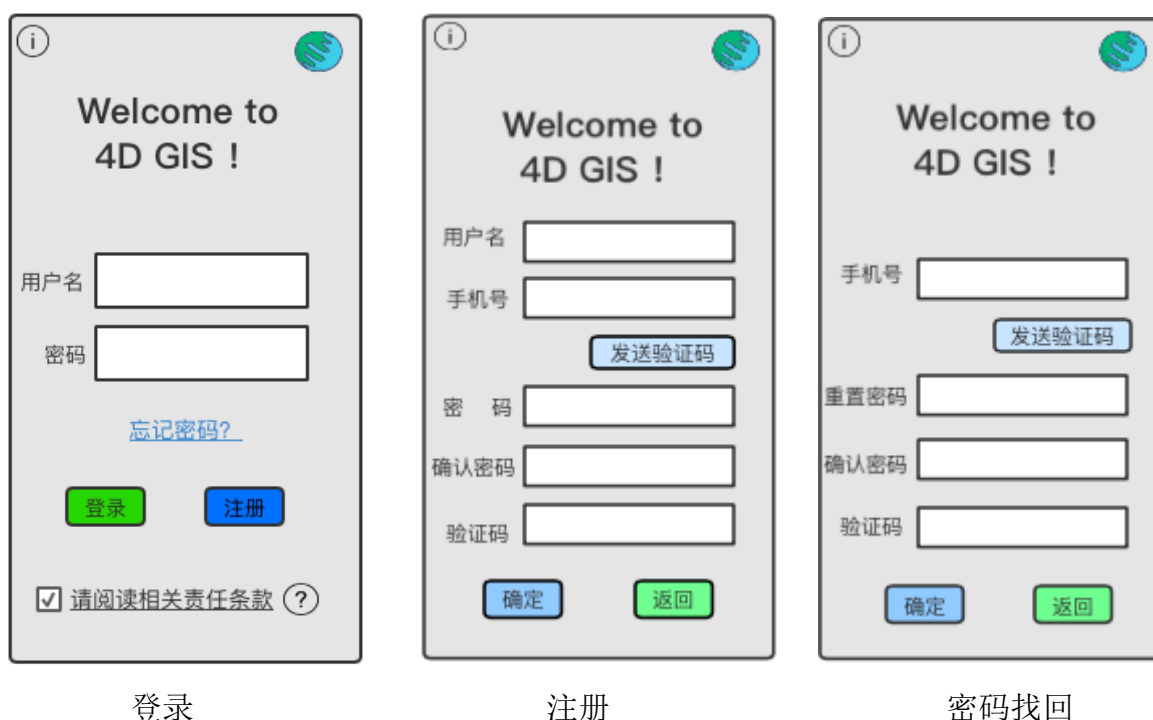 Welcome to
4D GIS！
用户名
密码
忘记密码?
登录 注册
请阅读相关责任条款 ?
登录
Welcome to
4D GIS！
用户名
手机号
发送验证码
密 码
确认密码
验证码
确定 返回
注册
Welcome to
4D GIS！
手机号
发送验证码
重置密码
确认密码
验证码
确定 返回
密码找回